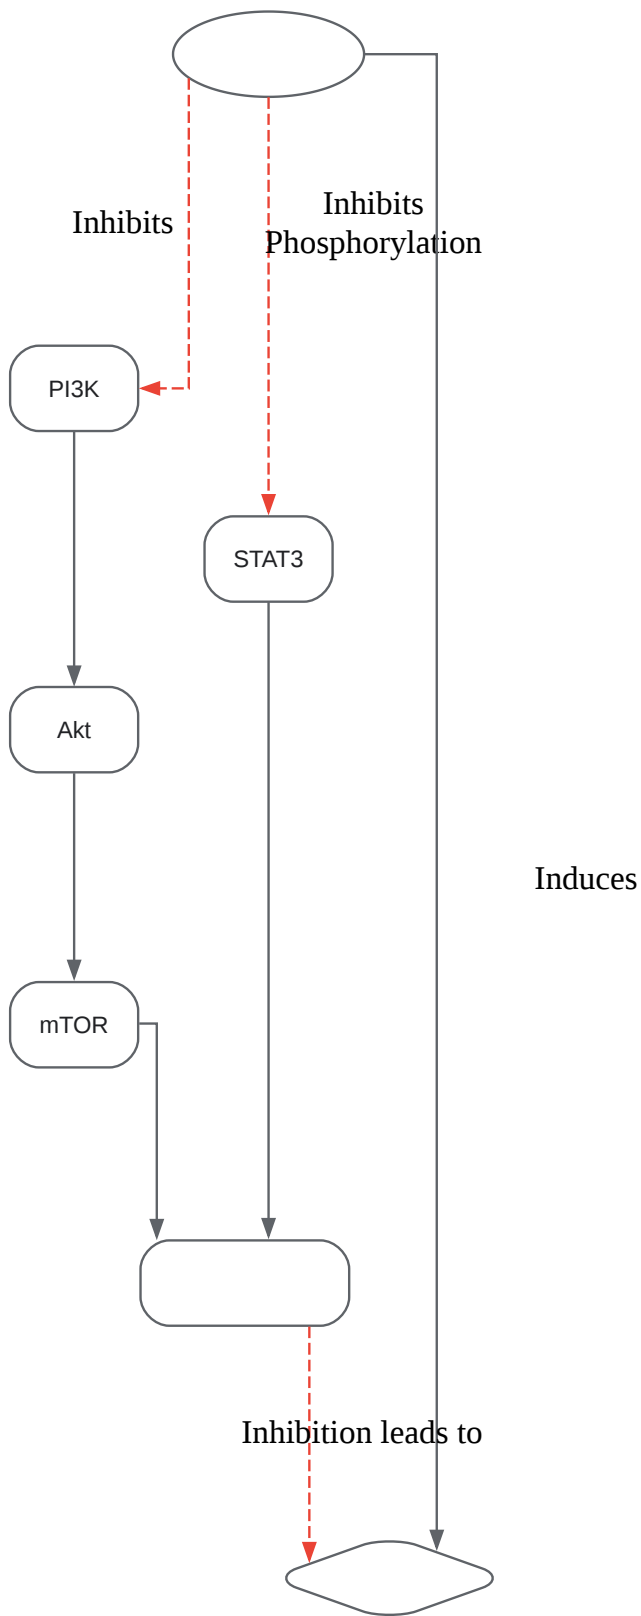 Inhibits
Inhibits
Phosphorylation
PI3K
STAT3
Akt
Induces
mTOR
Inhibition leads to